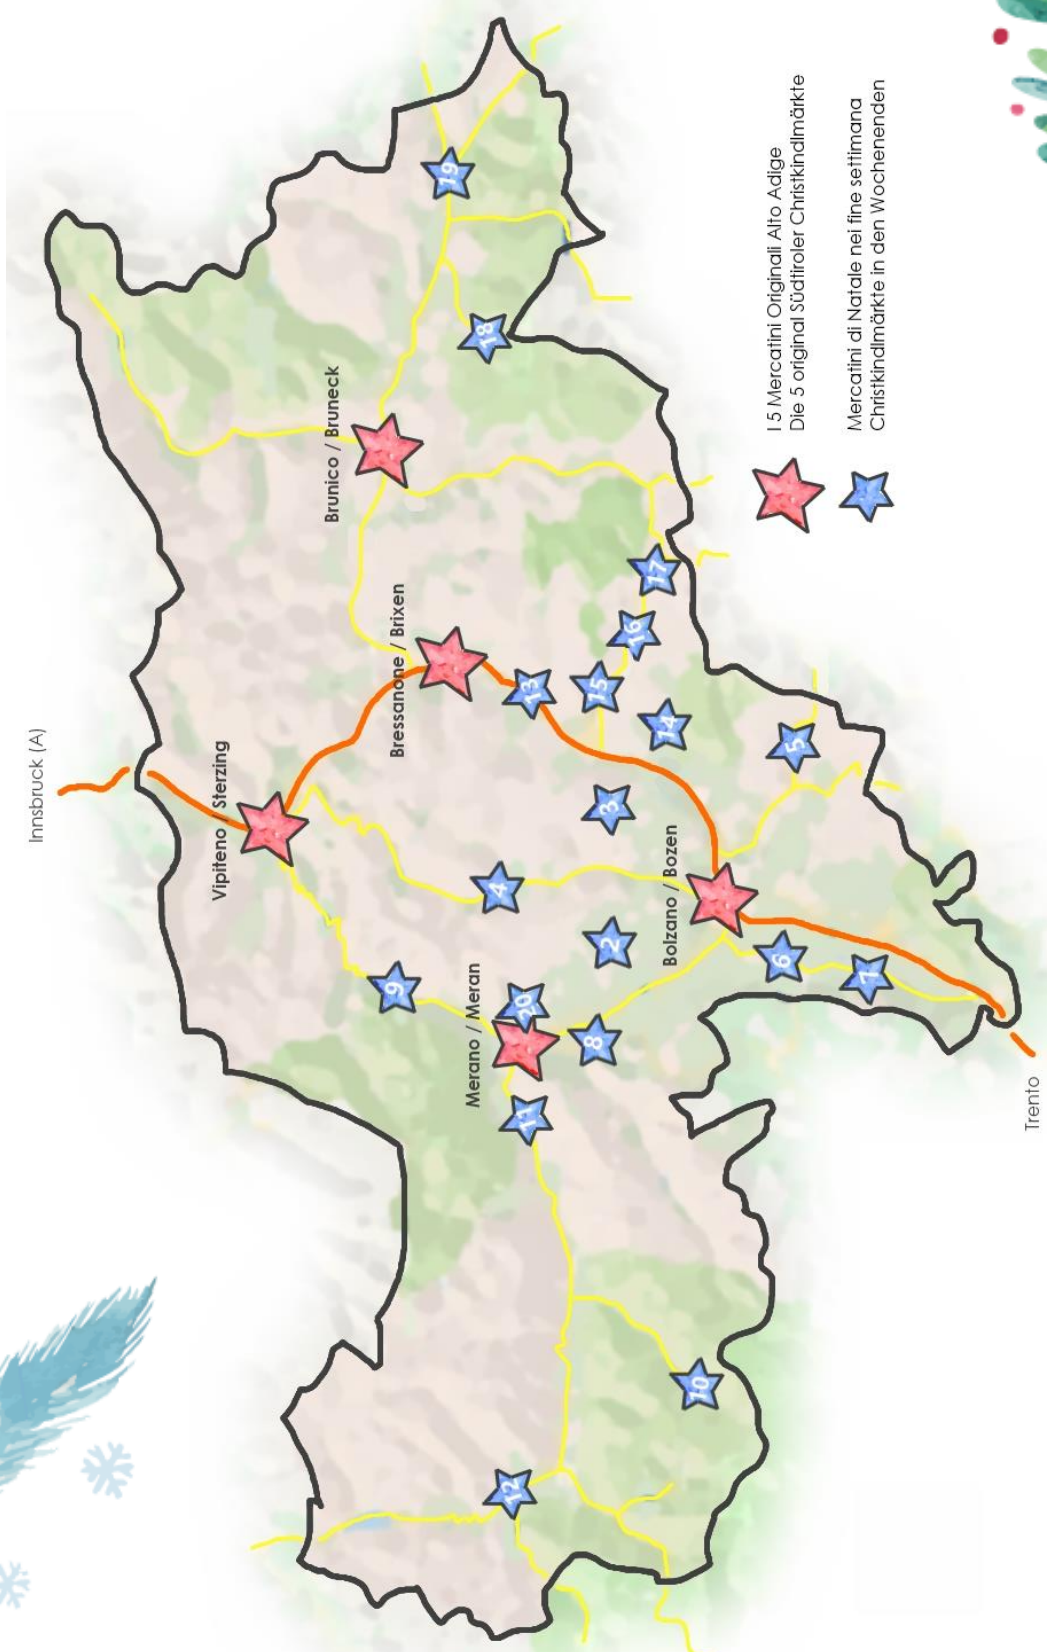 Innsbruck (A)
Vipiteno / Sterzing
Brunico / Bruneck
9
Bressanone / Brixen
19
Merano / Meran
18
12
4
11
20
13
8
2
3
15
16
17
14
Bolzano / Bozen
10
6
5
7
I 5 Mercatini Originali Alto Adige
Die 5 original Südtiroler Christkindlmärkte
Mercatini di Natale nei fine settimana
Christkindlmärkte in den Wochenenden
Trento